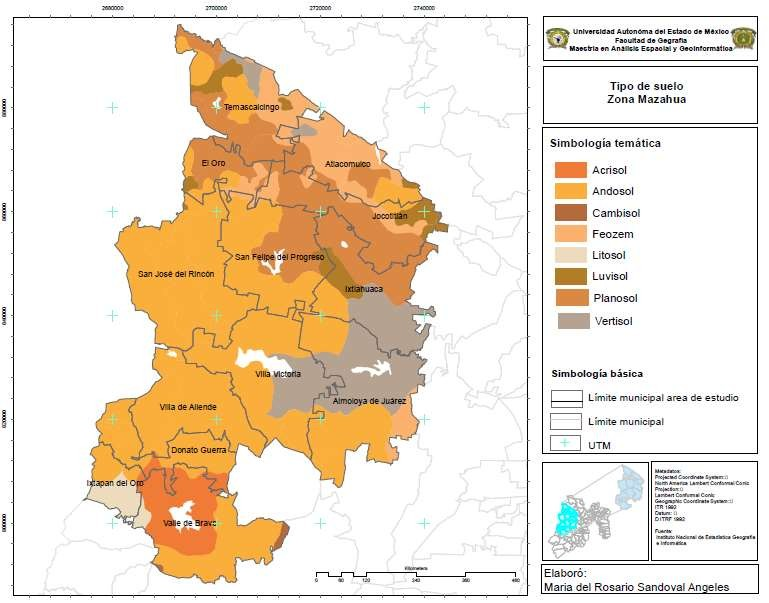 2680000 2700000 2720000 2740000
Universidad Autónoma del Estado de México
Facultad de Gegrafía
Maestría en Análisis Espacial y Geoinformática
Tipo de suelo
Zona Mazahua
Simbología temática
Acrisol
Andosol
Cambisol
Feozem
Litosol
Luvisol
Planosol
Vertisol
Simbología básica
Límite municipal area de estudio
Límite municipal
UTM
Temascalcingo
El Oro
Atlacomulco
Jocotitlán
San Felipe del Progreso
San José del Rincón
Ixtlahuaca
Villa Victoria
Almoloya de Juárez
Villa de Allende
Donato Guerra
Ixtapan del Oro
Valle de Bravo
Kilometers
0 60 120 240 360 480
Metadatos:
Projected Coordinate System:
North America Lambert Conformal Conic
Projection:
Lambert Conformal Conic
Geographic Coordinate System:
ITR 1992
Datum:
D ITRF 1992
Fuente:
Instituto Nacional de Estadística Geografía
e Informática
Elaboró:
María del Rosario Sandoval Angeles